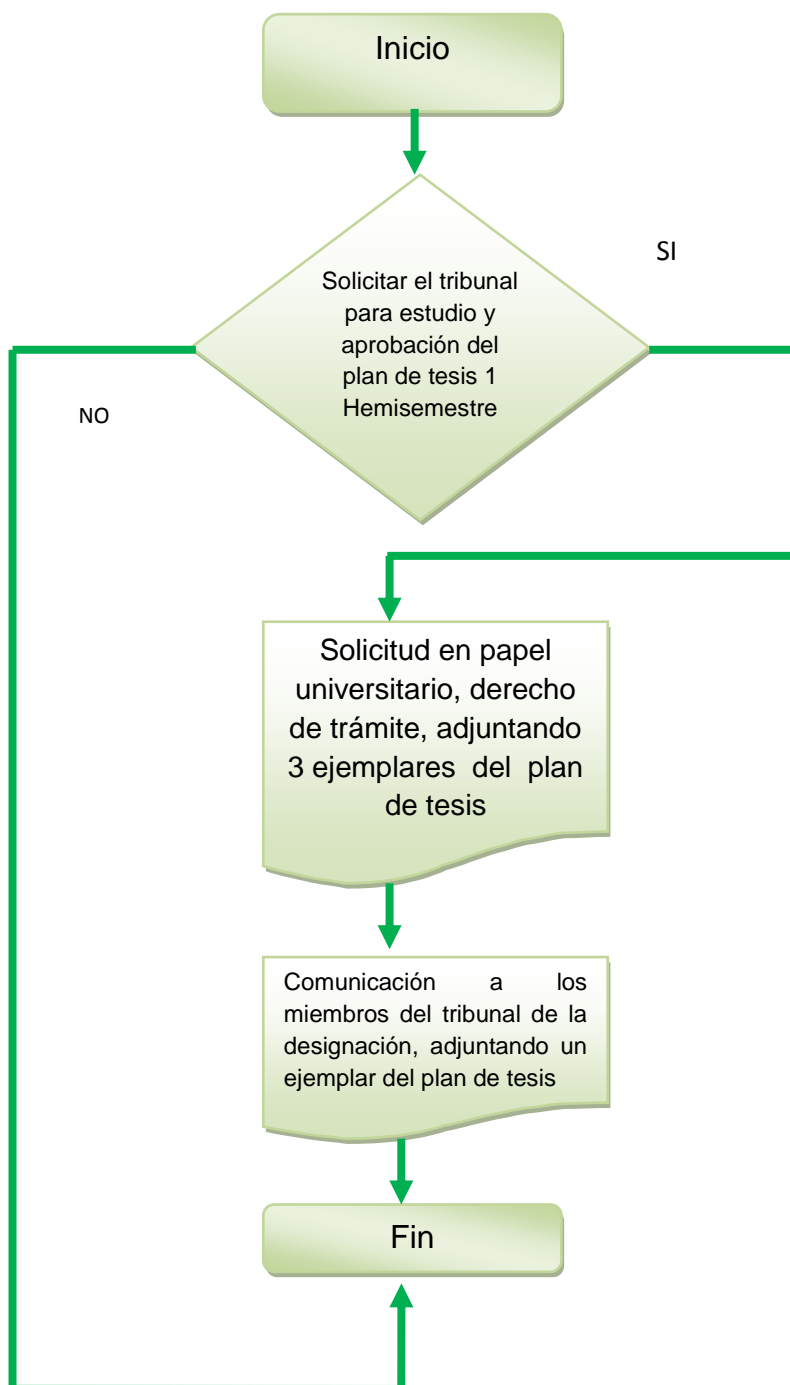 Inicio
SI
Solicitar el tribunal
para estudio y
aprobación del
plan de tesis 1
Hemisemestre
NO
Solicitud en papel
universitario, derecho
de trámite, adjuntando
3 ejemplares del plan
de tesis
Comunicación a los
miembros del tribunal de la
designación, adjuntando un
ejemplar del plan de tesis
Fin